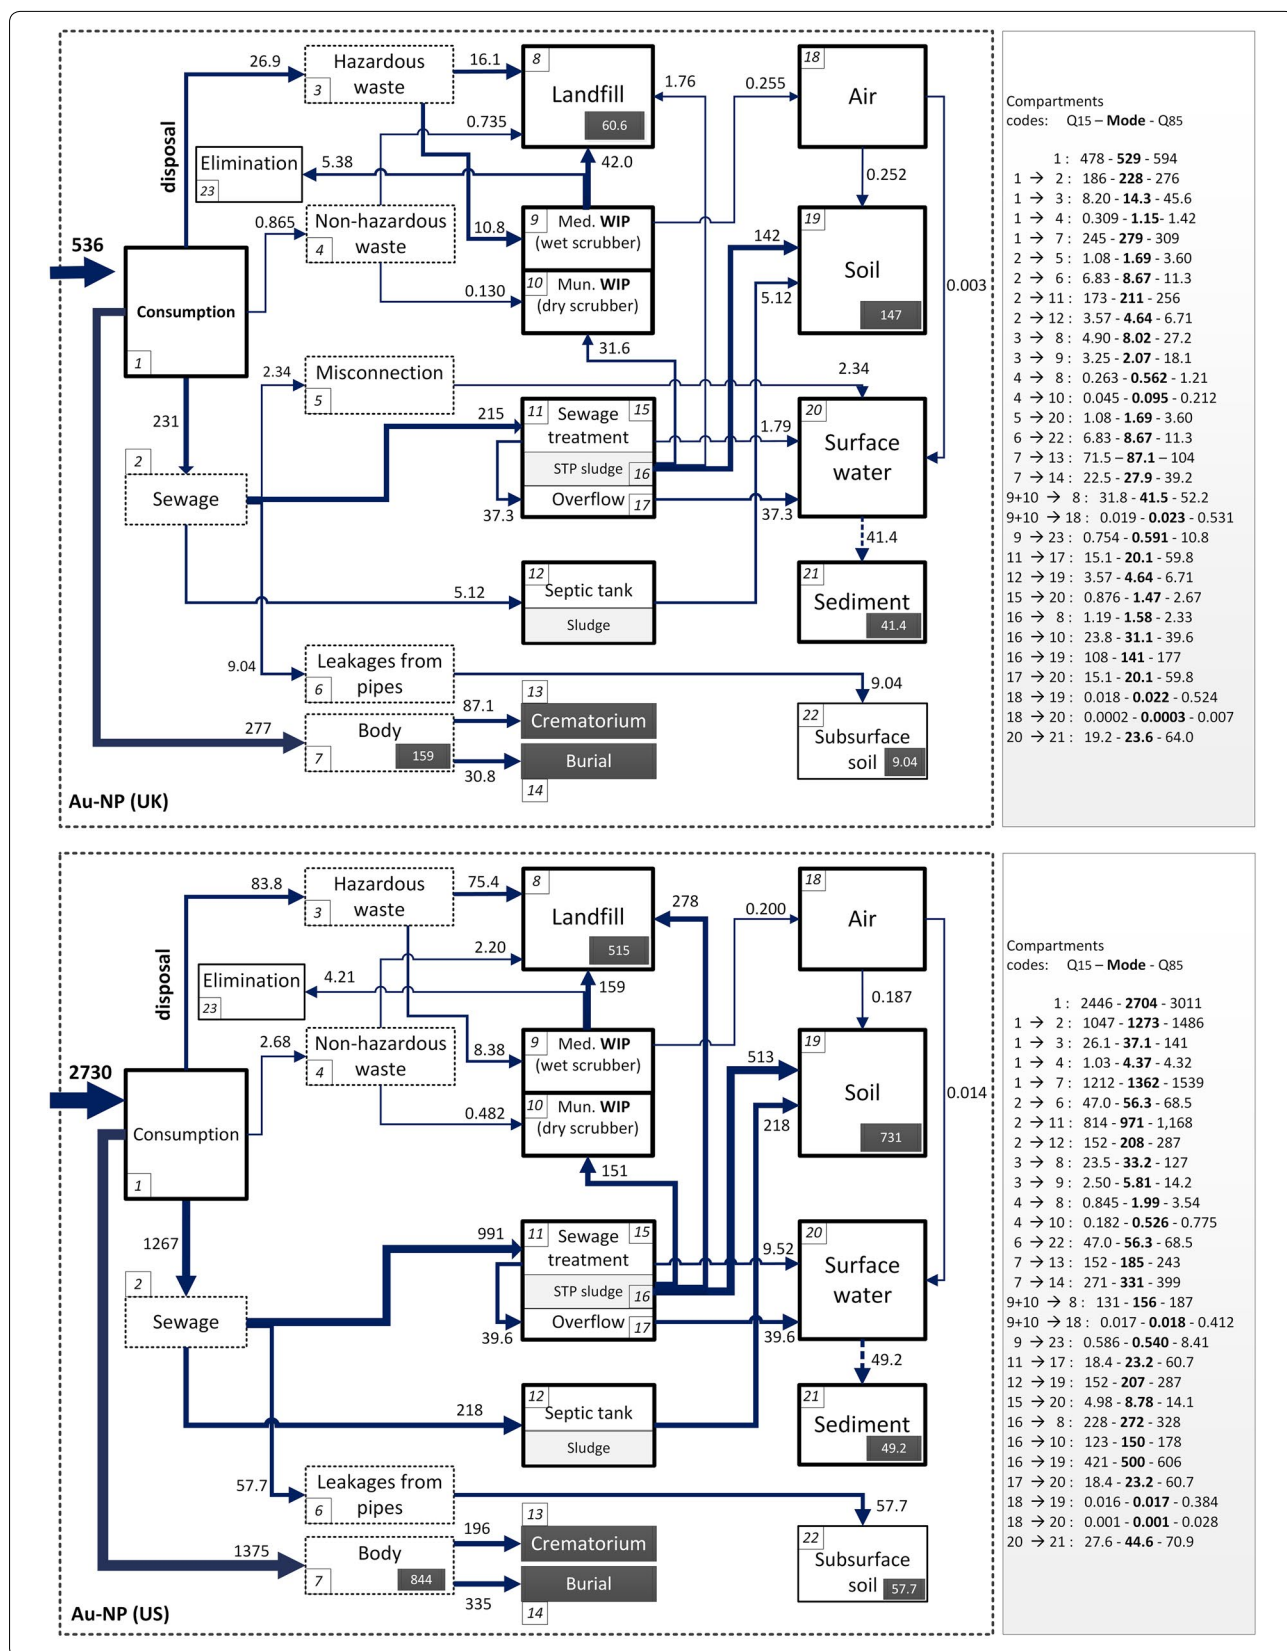 26.9
Hazardous
waste
3
16.1
8
Landfill
60.6
1.76
0.255
18
Air
disposal
0.735
Elimination
23
5.38
42.0
0.252
0.865
Non-hazardous
waste
4
10.8
9
Med. WIP
(wet scrubber)
142
19
Soil
147
536
Consumption
1
0.130
10
Mun. WIP
(dry scrubber)
5.12
0.003
31.6
2.34
Misconnection
5
2.34
231
215
11
Sewage
treatment
15
1.79
20
Surface
water
2
Sewage
STP sludge
16
Overflow
17
37.3
37.3
41.4
5.12
12
Septic tank
Sludge
21
Sediment
41.4
9.04
Leakages from
pipes
6
9.04
13
Crematorium
87.1
277
Body
7
159
30.8
Burial
14
22
Subsurface
soil
9.04
Au-NP (UK)
Compartments
codes: Q15 – Mode - Q85
1 : 478 - 529 - 594
1 → 2 : 186 - 228 - 276
1 → 3 : 8.20 - 14.3 - 45.6
1 → 4 : 0.309 - 1.15 - 1.42
1 → 7 : 245 - 279 - 309
2 → 5 : 1.08 - 1.69 - 3.60
2 → 6 : 6.83 - 8.67 - 11.3
2 → 11 : 173 - 211 - 256
2 → 12 : 3.57 - 4.64 - 6.71
3 → 8 : 4.90 - 8.02 - 27.2
3 → 9 : 3.25 - 2.07 - 18.1
4 → 8 : 0.263 - 0.562 - 1.21
4 → 10 : 0.045 - 0.095 - 0.212
5 → 20 : 1.08 - 1.69 - 3.60
6 → 22 : 6.83 - 8.67 - 11.3
7 → 13 : 71.5 – 87.1 – 104
7 → 14 : 22.5 - 27.9 - 39.2
9+10 → 8 : 31.8 - 41.5 - 52.2
9+10 → 18 : 0.019 - 0.023 - 0.531
9 → 23 : 0.754 - 0.591 - 10.8
11 → 17 : 15.1 - 20.1 - 59.8
12 → 19 : 3.57 - 4.64 - 6.71
15 → 20 : 0.876 - 1.47 - 2.67
16 → 8 : 1.19 - 1.58 - 2.33
16 → 10 : 23.8 - 31.1 - 39.6
16 → 19 : 108 - 141 - 177
17 → 20 : 15.1 - 20.1 - 59.8
18 → 19 : 0.018 - 0.022 - 0.524
18 → 20 : 0.0002 - 0.0003 - 0.007
20 → 21 : 19.2 - 23.6 - 64.0
83.8
Hazardous
waste
3
75.4
8
Landfill
515
278
0.200
18
Air
disposal
2.20
Elimination
23
4.21
159
0.187
2.68
Non-hazardous
waste
4
8.38
9
Med. WIP
(wet scrubber)
513
19
Soil
731
2730
Consumption
1
0.482
10
Mun. WIP
(dry scrubber)
218
0.014
151
1267
991
11
Sewage
treatment
15
9.52
20
Surface
water
2
Sewage
STP sludge
16
Overflow
17
39.6
39.6
49.2
218
12
Septic tank
Sludge
21
Sediment
49.2
57.7
Leakages from
pipes
6
57.7
13
Crematorium
196
1375
Body
7
844
335
Burial
14
22
Subsurface
soil
57.7
Au-NP (US)
Compartments
codes: Q15 – Mode - Q85
1 : 2446 - 2704 - 3011
1 → 2 : 1047 - 1273 - 1486
1 → 3 : 26.1 - 37.1 - 141
1 → 4 : 1.03 - 4.37 - 4.32
1 → 7 : 1212 - 1362 - 1539
2 → 6 : 47.0 - 56.3 - 68.5
2 → 11 : 814 - 971 - 1,168
2 → 12 : 152 - 208 - 287
3 → 8 : 23.5 - 33.2 - 127
3 → 9 : 2.50 - 5.81 - 14.2
4 → 8 : 0.845 - 1.99 - 3.54
4 → 10 : 0.182 - 0.526 - 0.775
6 → 22 : 47.0 - 56.3 - 68.5
7 → 13 : 152 - 185 - 243
7 → 14 : 271 - 331 - 399
9+10 → 8 : 131 - 156 - 187
9+10 → 18 : 0.017 - 0.018 - 0.412
9 → 23 : 0.586 - 0.540 - 8.41
11 → 17 : 18.4 - 23.2 - 60.7
12 → 19 : 152 - 207 - 287
15 → 20 : 4.98 - 8.78 - 14.1
16 → 8 : 228 - 272 - 328
16 → 10 : 123 - 150 - 178
16 → 19 : 421 - 500 - 606
17 → 20 : 18.4 - 23.2 - 60.7
18 → 19 : 0.016 - 0.017 - 0.384
18 → 20 : 0.001 - 0.001 - 0.028
20 → 21 : 27.6 - 44.6 - 70.9